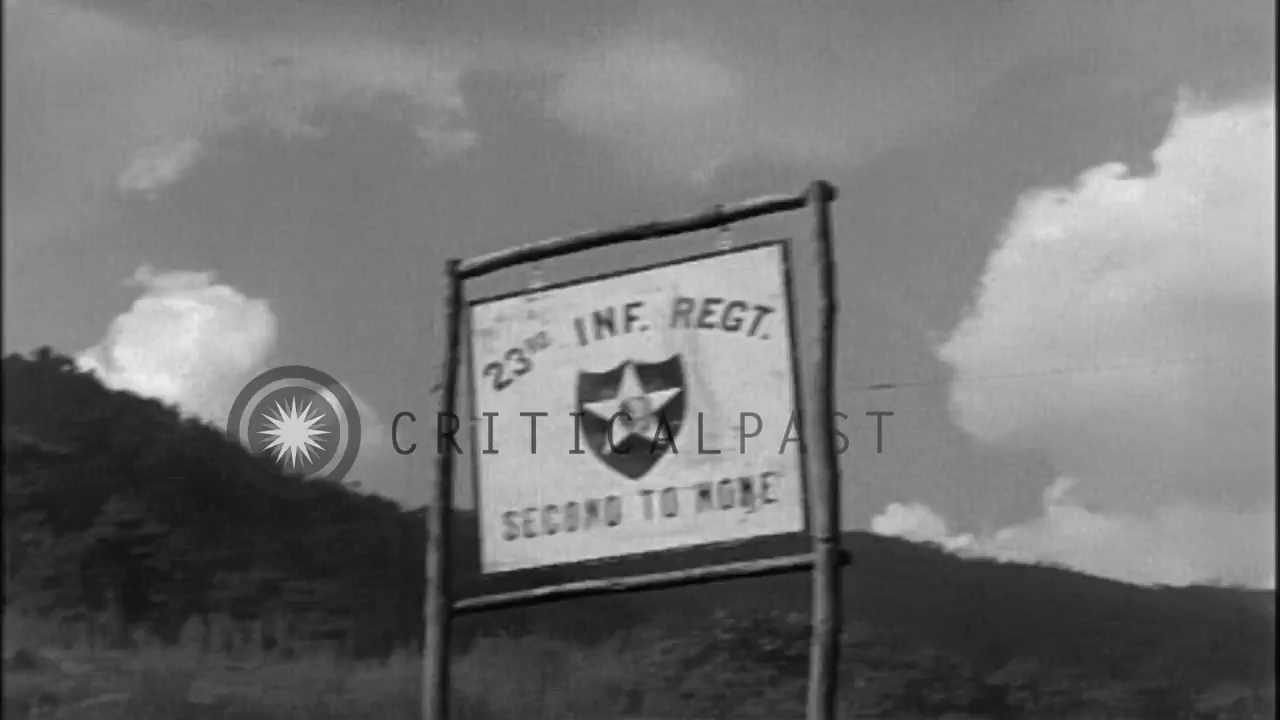 23RD INF. REGT.
SECOND TO NONE
CRITICALPAST